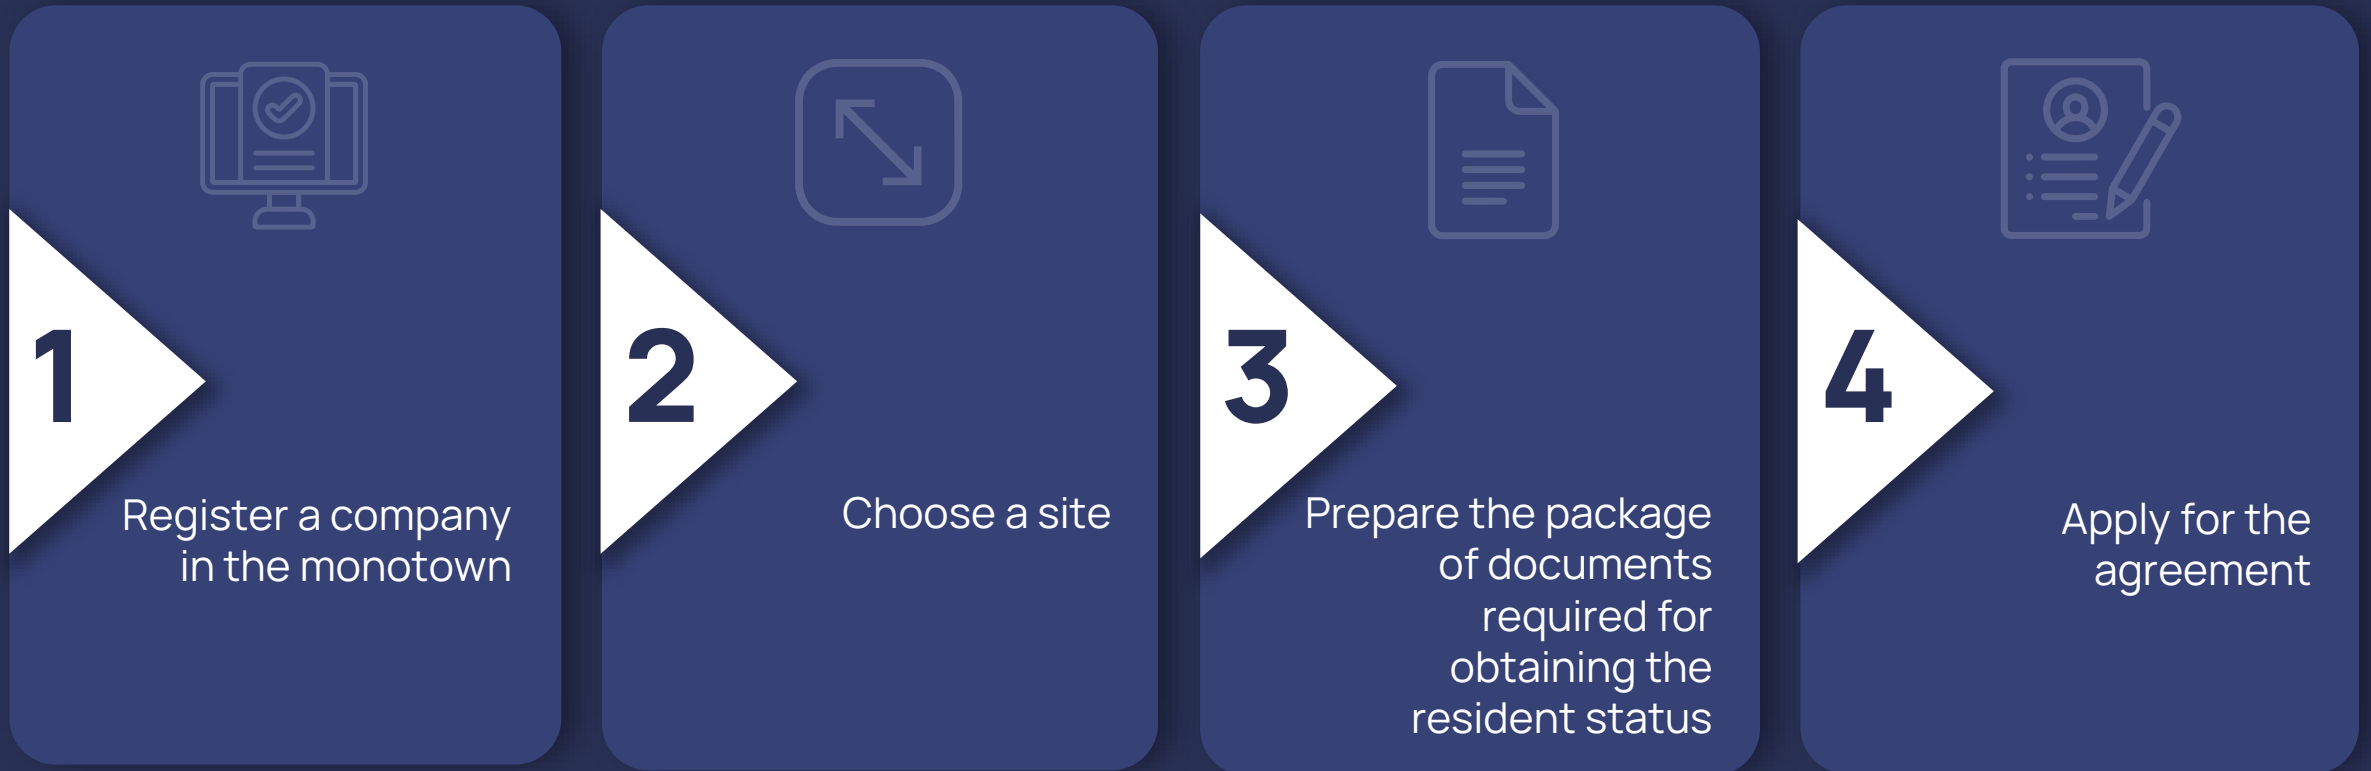 1
Register a company
in the monotown
2
Choose a site
3
Prepare the package
of documents
required for
obtaining the
resident status
4
Apply for the
agreement